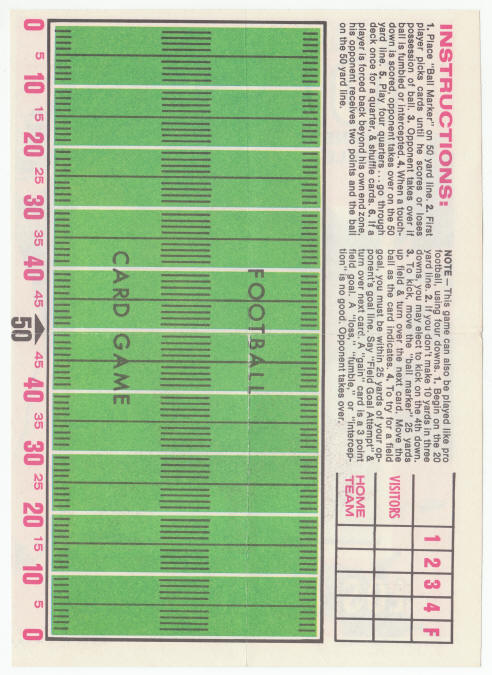 INSTRUCTIONS:
1. Place "Ball Marker" on 50 yard line. 2. First
player picks cards until he scores or loses
possession of ball. 3. Opponent takes over if
ball is fumbled or intercepted. 4. When a touch-
down is scored, opponent takes over on the 50
yard line. 5. Play four quarters... go through
deck once for a quarter, & shuffle cards. 6. If a
player is forced back beyond his own end zone,
his opponent receives two points and the ball
on the 50 yard line.
NOTE — This game can also be played like pro
football, using four downs. 1. Begin on the 20
yard line. 2. If you don't make 10 yards in three
downs, you may elect to kick on the 4th down.
3. To kick, move the "ball marker" 25 yards
up field & turn over the next card. Move the
ball as the card indicates. 4. To try for a field
goal, you must be within 25 yards of your op-
ponent's goal line. Say "Field Goal Attempt" &
turn over next card. A "gain" card is a 3 point
field goal. A "loss," "fumble," or "intercep-
tion" is no good. Opponent takes over.
1 2 3 4 F
VISITORS
HOME
TEAM
FOOTBALL
CARD GAME
0 5 10 15 20 25 30 35 40 45 50 45 40 35 30 25 20 15 10 5 0